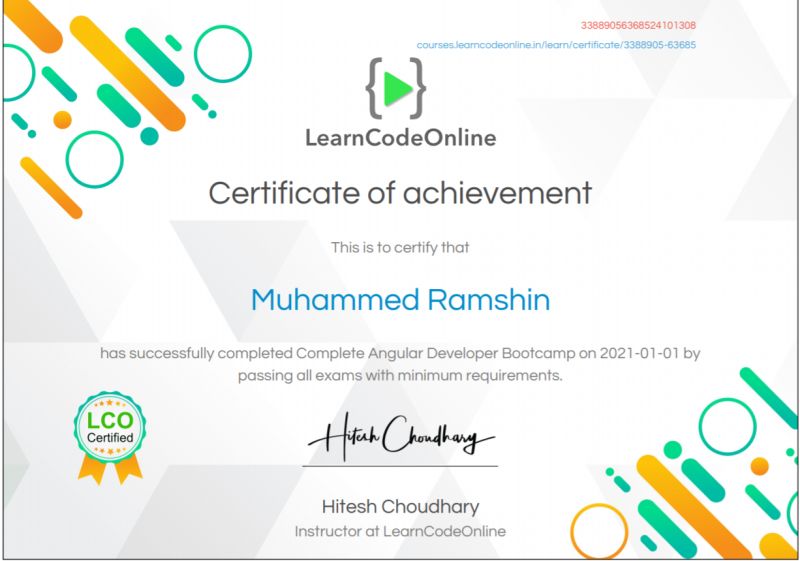 33889056368524101308
courses.learncodeonline.in/learn/certificate/3388905-63685
LearnCodeOnline
Certificate of achievement
This is to certify that
Muhammed Ramshin
has successfully completed Complete Angular Developer Bootcamp on 2021-01-01 by
passing all exams with minimum requirements.
LCO
Certified
Hitesh Choudhary
Hitesh Choudhary
Instructor at LearnCodeOnline